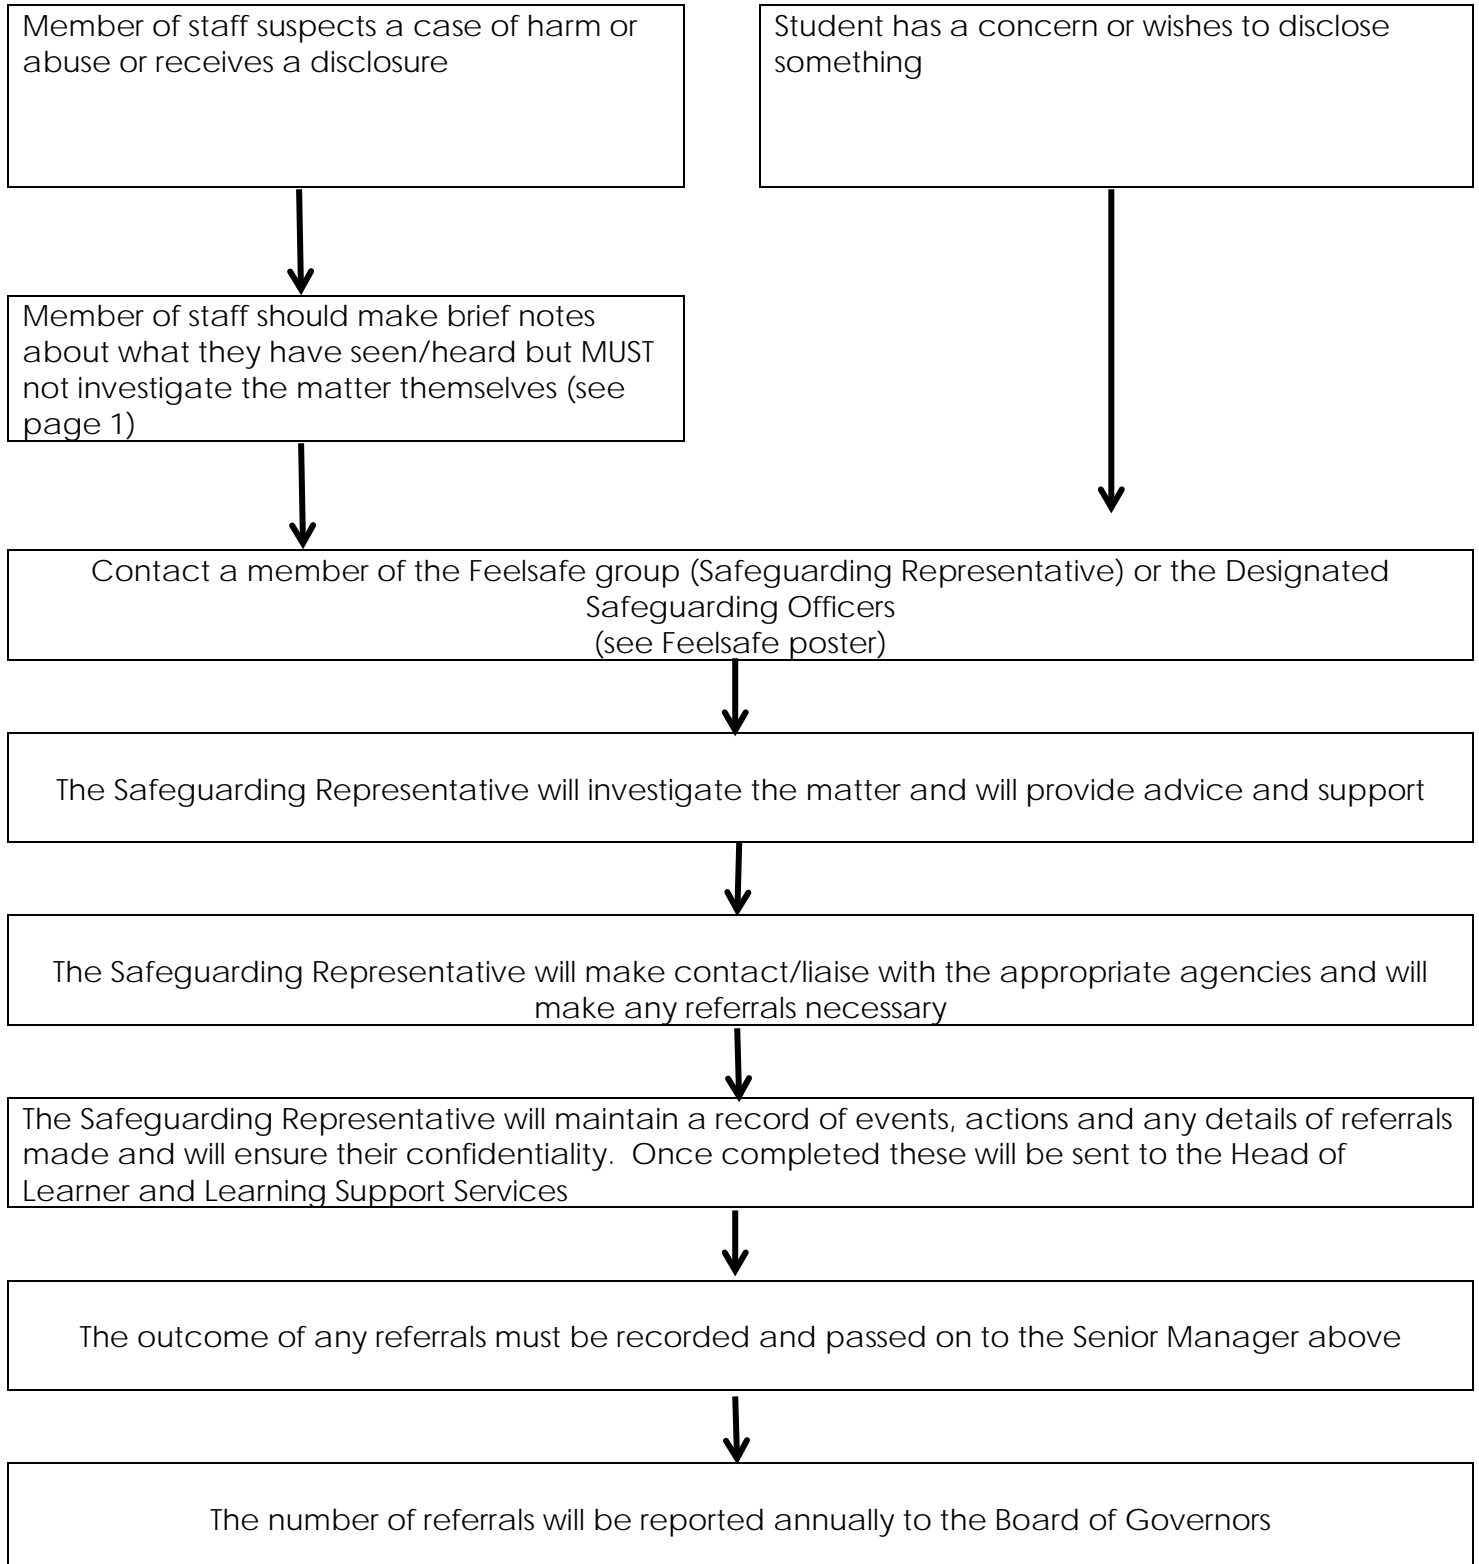 Member of staff suspects a case of harm or
abuse or receives a disclosure
Student has a concern or wishes to disclose
something
Member of staff should make brief notes
about what they have seen/heard but MUST
not investigate the matter themselves (see
page 1)
Contact a member of the Feelsafe group (Safeguarding Representative) or the Designated
Safeguarding Officers
(see Feelsafe poster)
The Safeguarding Representative will investigate the matter and will provide advice and support
The Safeguarding Representative will make contact/liaise with the appropriate agencies and will
make any referrals necessary
The Safeguarding Representative will maintain a record of events, actions and any details of referrals
made and will ensure their confidentiality.  Once completed these will be sent to the Head of
Learner and Learning Support Services
The outcome of any referrals must be recorded and passed on to the Senior Manager above
The number of referrals will be reported annually to the Board of Governors